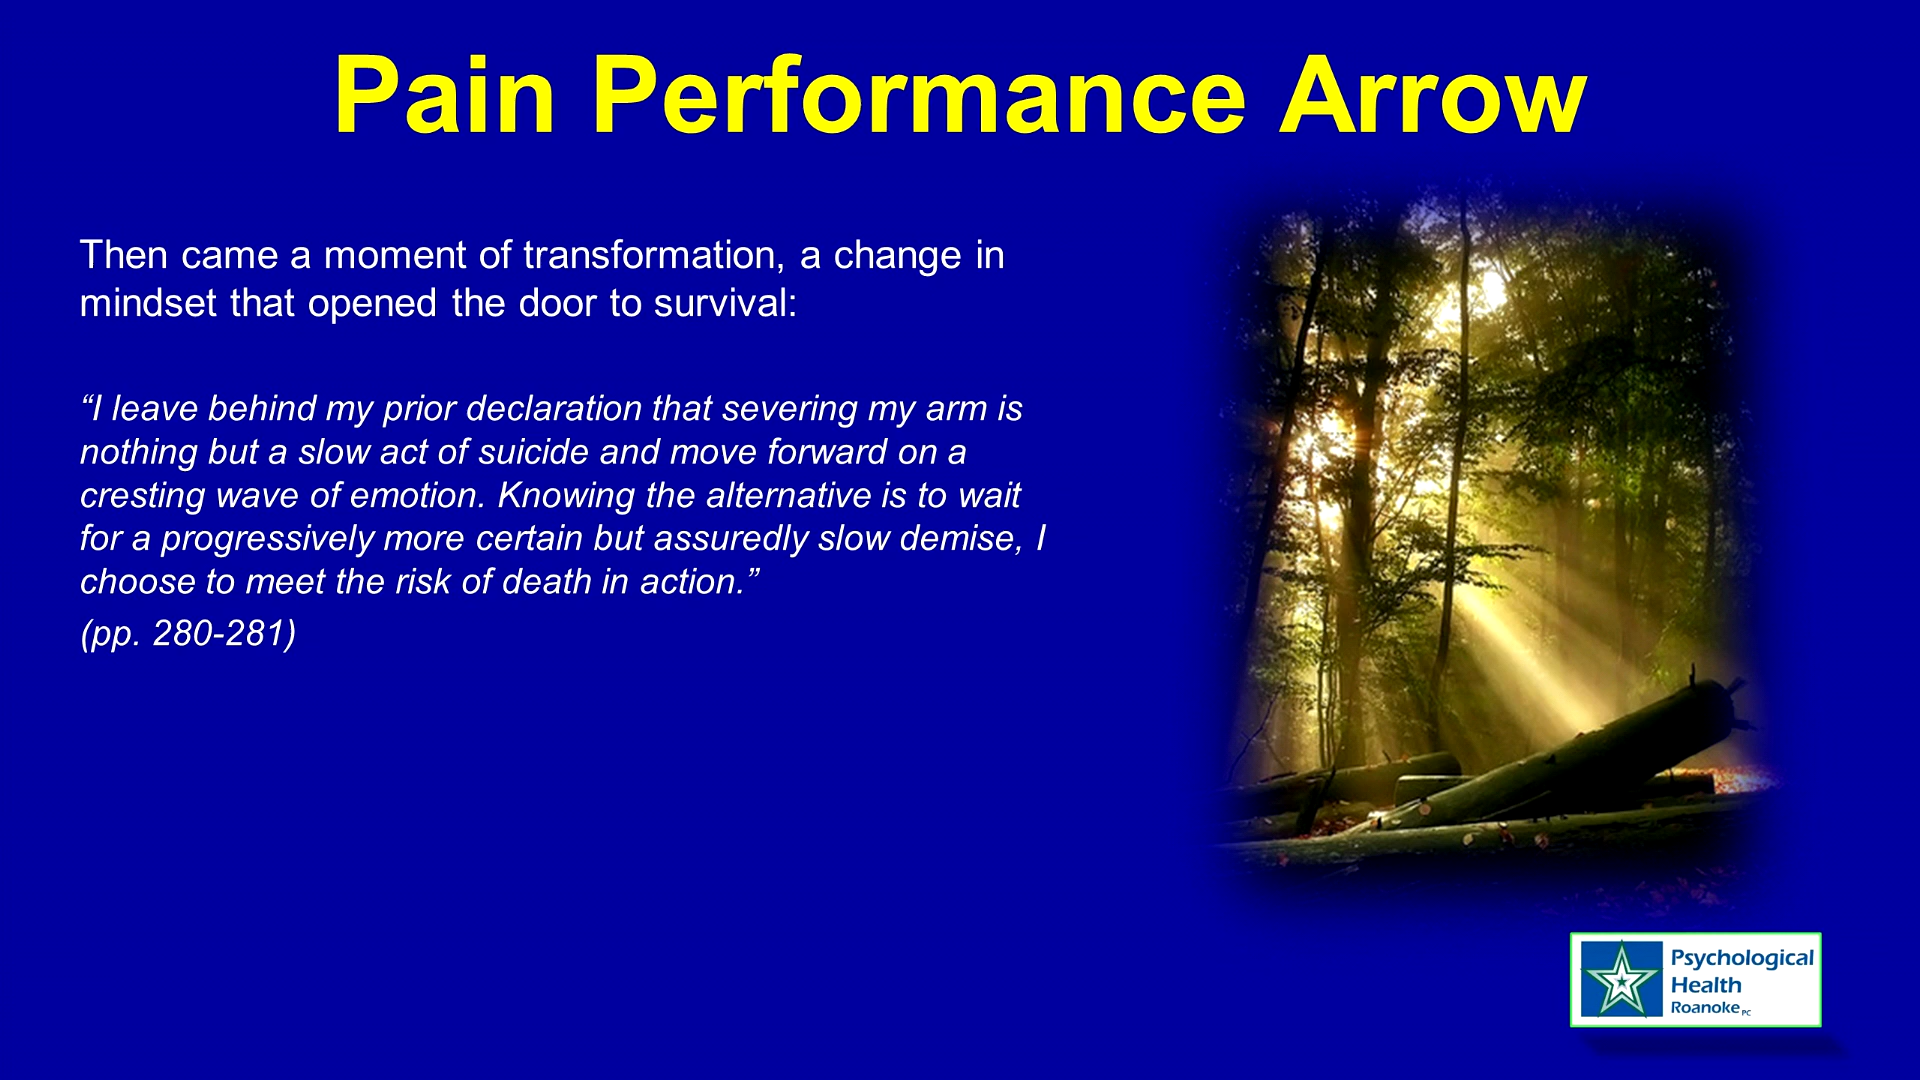 Pain Performance Arrow
Then came a moment of transformation, a change in
mindset that opened the door to survival:
“I leave behind my prior declaration that severing my arm is
nothing but a slow act of suicide and move forward on a
cresting wave of emotion. Knowing the alternative is to wait
for a progressively more certain but assuredly slow demise, I
choose to meet the risk of death in action.”
(pp. 280-281)
Psychological
Health
Roanoke PC